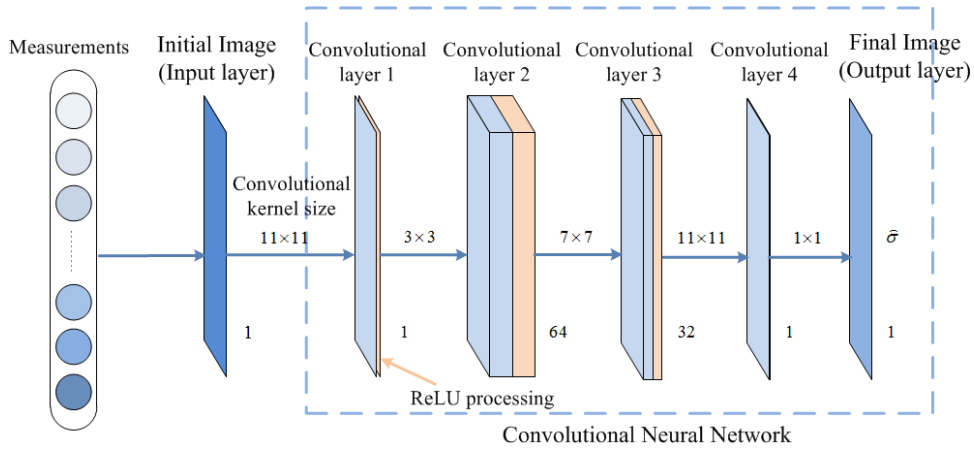 Measurements
Initial Image
(Input layer)
Convolutional
layer 1
Convolutional
layer 2
Convolutional
layer 3
Convolutional
layer 4
Final Image
(Output layer)
Convolutional
kernel size
11×11
3×3
7×7
11×11
1×1
σ̂
1
1
64
32
1
1
ReLU processing
Convolutional Neural Network